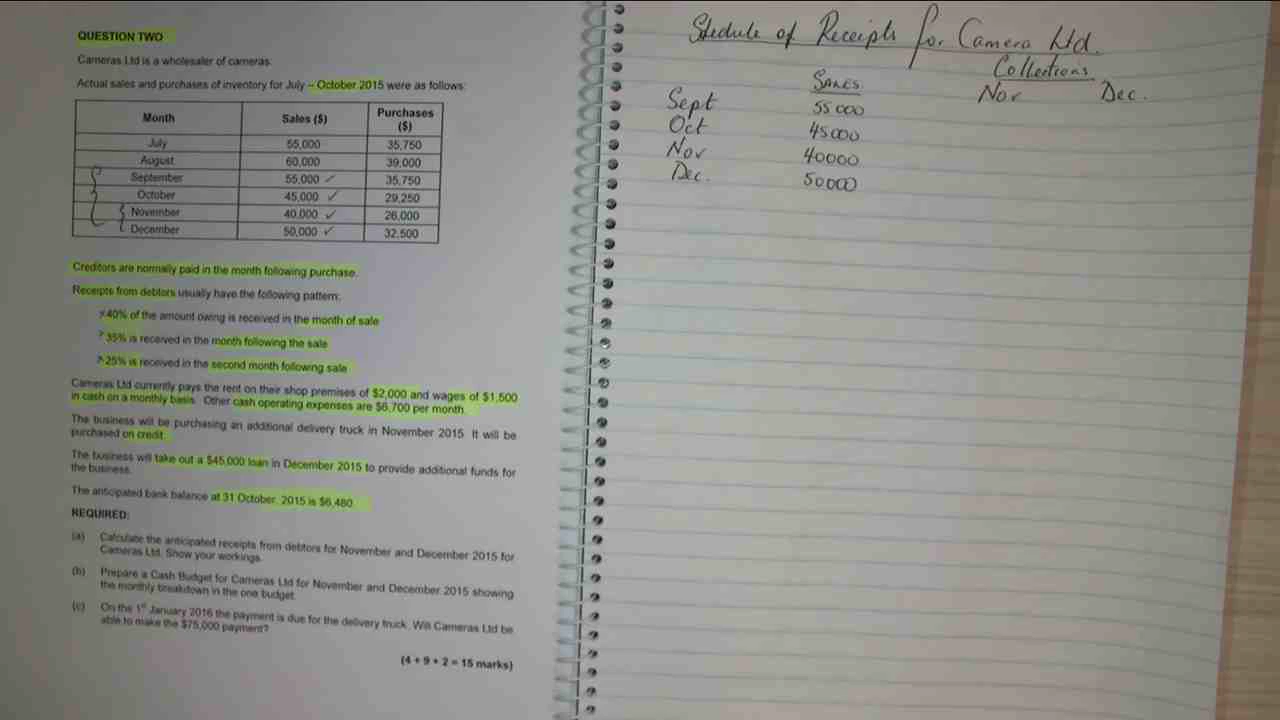 QUESTION TWO
Cameras Ltd is a wholesaler of cameras.
Actual sales and purchases of inventory for July – October 2015 were as follows:
Month Sales ($) Purchases ($)
July 55,000 35,750
August 60,000 39,000
September 55,000 ✓ 35,750
October 45,000 ✓ 29,250
November 40,000 ✓ 26,000
December 50,000 ✓ 32,500
Creditors are normally paid in the month following purchase.
Receipts from debtors usually have the following pattern:
40% of the amount owing is received in the month of sale
35% is received in the month following the sale
25% is received in the second month following sale
Cameras Ltd currently pays the rent on their shop premises of $2,000 and wages of $1,500
in cash on a monthly basis. Other cash operating expenses are $6,700 per month.
The business will be purchasing an additional delivery truck in November 2015. It will be
purchased on credit.
The business will take out a $45,000 loan in December 2015 to provide additional funds for
the business.
The anticipated bank balance at 31 October, 2015 is $6,480.
REQUIRED:
(a) Calculate the anticipated receipts from debtors for November and December 2015 for
Cameras Ltd. Show your workings.
(b) Prepare a Cash Budget for Cameras Ltd for November and December 2015 showing
the monthly breakdown in the one budget.
(c) On the 1st January 2016 the payment is due for the delivery truck. Will Cameras Ltd be
able to make the $75,000 payment?
(4 + 9 + 2 = 15 marks)
Shedule of Receipts for Camera Ltd.
Collections
SALES Nov Dec.
Sept 55000
Oct 45000
Nov 40000
Dec. 50000